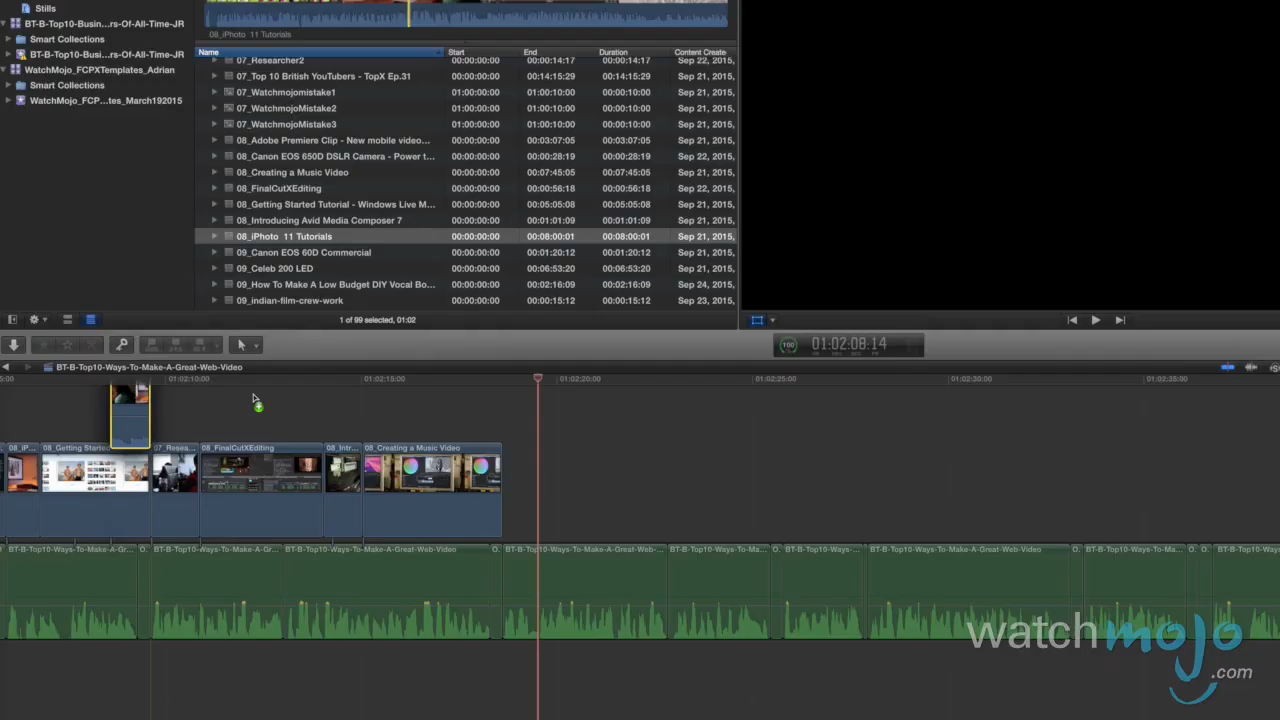 Stills
BT-B-Top10-Busin...rs-Of-All-Time-JR
Smart Collections
BT-B-Top10-Busi...rs-Of-All-Time-JR
WatchMojo_FCPXTemplates_Adrian
Smart Collections
WatchMojo_FCP...tes_March192015
08_iPhoto 11 Tutorials
Name Start End Duration Content Create
07_Researcher2 00:00:00:00 00:00:14:17 00:00:14:17 Sep 22, 2015,
07_Top 10 British YouTubers - TopX Ep.31 00:00:00:00 00:14:15:29 00:14:15:29 Sep 21, 2015,
07_Watchmojomistake1 01:00:00:00 01:00:10:00 00:00:10:00 Sep 21, 2015,
07_WatchmojoMistake2 01:00:00:00 01:00:10:00 00:00:10:00 Sep 21, 2015,
07_WatchmojoMistake3 01:00:00:00 01:00:10:00 00:00:10:00 Sep 21, 2015,
08_Adobe Premiere Clip - New mobile video... 00:00:00:00 00:03:07:05 00:03:07:05 Sep 21, 2015,
08_Canon EOS 650D DSLR Camera - Power t... 00:00:00:00 00:00:28:19 00:00:28:19 Sep 22, 2015,
08_Creating a Music Video 00:00:00:00 00:07:45:05 00:07:45:05 Sep 21, 2015,
08_FinalCutXEditing 00:00:00:00 00:00:56:18 00:00:56:18 Sep 22, 2015,
08_Getting Started Tutorial - Windows Live M... 00:00:00:00 00:05:05:08 00:05:05:08 Sep 21, 2015,
08_Introducing Avid Media Composer 7 00:00:00:00 00:01:01:09 00:01:01:09 Sep 21, 2015,
08_iPhoto 11 Tutorials 00:00:00:00 00:08:00:01 00:08:00:01 Sep 21, 2015,
09_Canon EOS 60D Commercial 00:00:00:00 00:01:20:12 00:01:20:12 Sep 21, 2015,
09_Celeb 200 LED 00:00:00:00 00:06:53:20 00:06:53:20 Sep 21, 2015,
09_How To Make A Low Budget DIY Vocal Bo... 00:00:00:00 00:02:16:09 00:02:16:09 Sep 24, 2015,
09_indian-film-crew-work 00:00:00:00 00:00:15:12 00:00:15:12 Sep 23, 2015,
1 of 99 selected, 01:02
100 01:02:08:14
BT-B-Top10-Ways-To-Make-A-Great-Web-Video
5:00 01:02:10:00 01:02:15:00 01:02:20:00 01:02:25:00 01:02:30:00 01:02:35:00
08_iP... 08_Getting Started 07_Resea... 08_FinalCutXEditing 08_Intr... 08_Creating a Music Video
BT-B-Top10-Ways-To-Make-A-Gr... O. BT-B-Top10-Ways-To-Make-A-Gr... BT-B-Top10-Ways-To-Make-A-Great-Web-Video O. BT-B-Top10-Ways-To-Make-A-Great-Web-... BT-B-Top10-Ways-To-Ma... O. BT-B-Top10-Ways-... BT-B-Top10-Ways-To-Make-A-Great-Web-Video O. BT-B-Top10-Ways-To-Ma... O. O. BT-B-Top10-Ways-To
watchmojo
.com